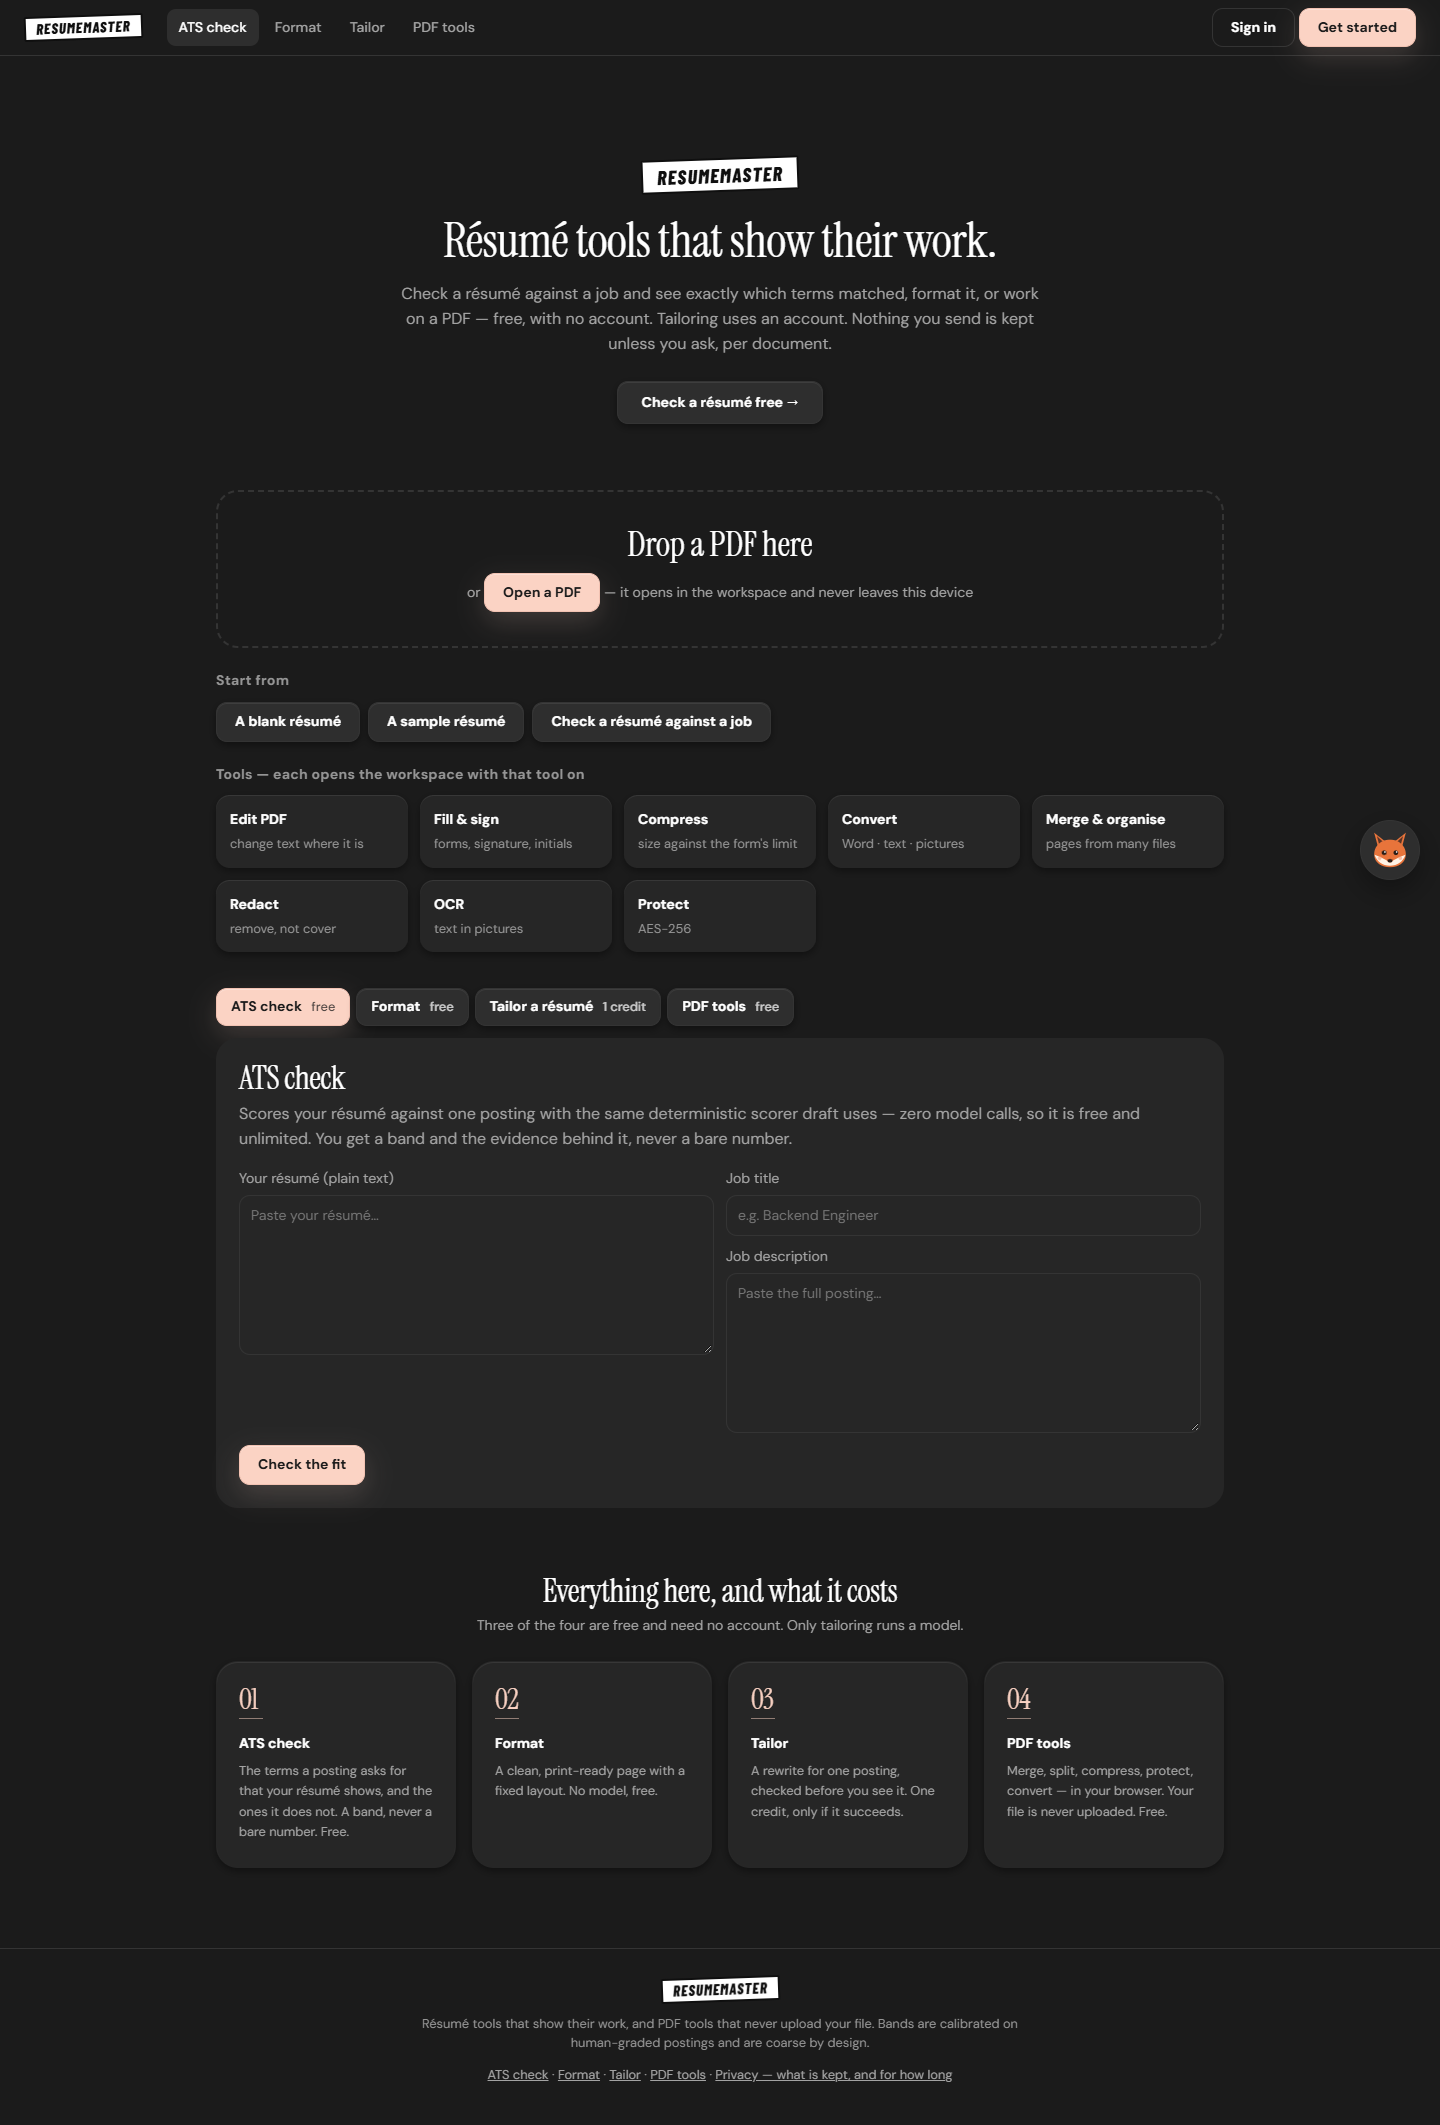 RESUMEMASTER
ATS check
Format
Tailor
PDF tools
Sign in
Get started
RESUMEMASTER
Résumé tools that show their work.
Check a résumé against a job and see exactly which terms matched, format it, or work
on a PDF — free, with no account. Tailoring uses an account. Nothing you send is kept
unless you ask, per document.
Check a résumé free →
Drop a PDF here
or Open a PDF — it opens in the workspace and never leaves this device
Start from
A blank résumé
A sample résumé
Check a résumé against a job
Tools — each opens the workspace with that tool on
Edit PDF
change text where it is
Fill & sign
forms, signature, initials
Compress
size against the form's limit
Convert
Word · text · pictures
Merge & organise
pages from many files
Redact
remove, not cover
OCR
text in pictures
Protect
AES-256
ATS check free
Format free
Tailor a résumé 1 credit
PDF tools free
ATS check
Scores your résumé against one posting with the same deterministic scorer draft uses — zero model calls, so it is free and
unlimited. You get a band and the evidence behind it, never a bare number.
Your résumé (plain text)
Paste your résumé…
Job title
e.g. Backend Engineer
Job description
Paste the full posting…
Check the fit
Everything here, and what it costs
Three of the four are free and need no account. Only tailoring runs a model.
01
ATS check
The terms a posting asks for
that your résumé shows, and the
ones it does not. A band, never a
bare number. Free.
02
Format
A clean, print-ready page with a
fixed layout. No model, free.
03
Tailor
A rewrite for one posting,
checked before you see it. One
credit, only if it succeeds.
04
PDF tools
Merge, split, compress, protect,
convert — in your browser. Your
file is never uploaded. Free.
RESUMEMASTER
Résumé tools that show their work, and PDF tools that never upload your file. Bands are calibrated on
human-graded postings and are coarse by design.
ATS check · Format · Tailor · PDF tools · Privacy — what is kept, and for how long